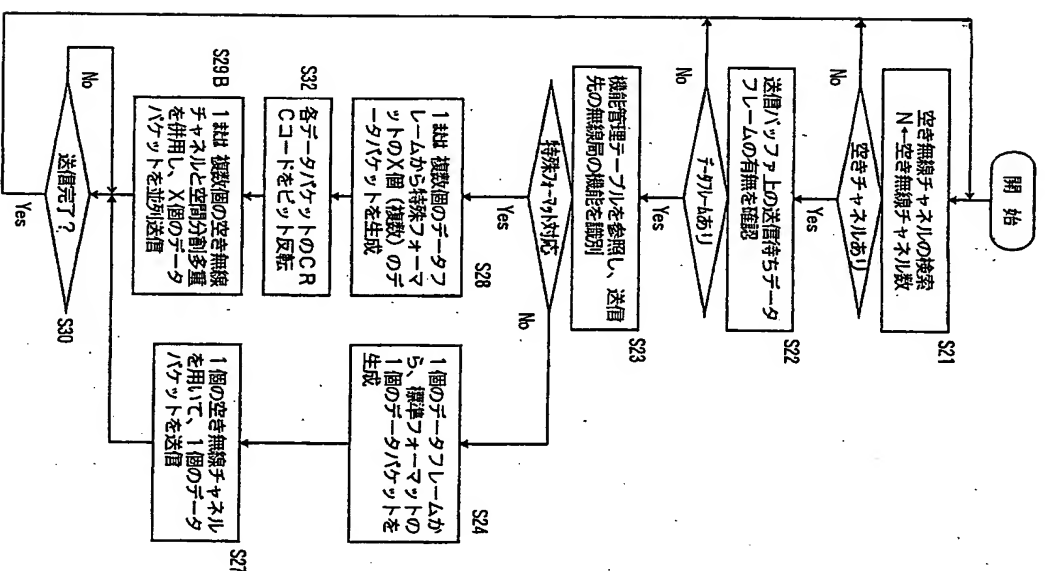 開 始
空き無線チャネルの検索
N←空き無線チャネル数
S21
空きチャネルあり
No
Yes
送信バッファ上の送信待ちデータ
フレームの有無を確認
S22
データフレームあり
No
Yes
機能管理テーブルを参照し、送信
先の無線局の機能を識別
S23
特殊フォーマット対応
No
Yes
1または複数個のデータフ
レームから特殊フォーマ
ットのX個（複数）のデ
ータパケットを生成
S28
各データパケットのCR
Cコードをビット反転
S32
1または複数個の空き無線
チャネルと空間分割多重
を併用し、X個のデータ
パケットを並列送信
S29B
1個のデータフレームか
ら、標準フォーマットの
1個のデータパケットを
生成
S24
1個の空き無線チャネル
を用いて、1個のデータ
パケットを送信
S27
送信完了?
S30
No
Yes